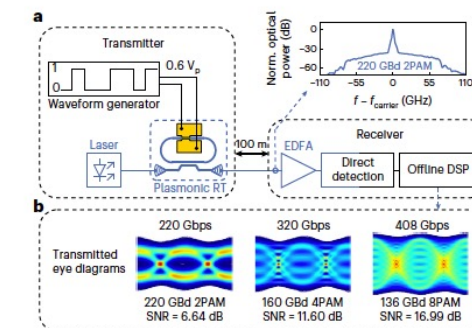 a
Transmitter
1
0
0.6 Vp
Waveform generator
Laser
Plasmonic RT
100 m
Norm. optical
power (dB)
0
-30
-60
220 GBd 2PAM
-110
-55
0
55
110
f – fcarrier (GHz)
Receiver
EDFA
Direct
detection
Offline DSP
b
Transmitted
eye diagrams
220 Gbps
320 Gbps
408 Gbps
220 GBd 2PAM
SNR = 6.64 dB
160 GBd 4PAM
SNR = 11.60 dB
136 GBd 8PAM
SNR = 16.99 dB